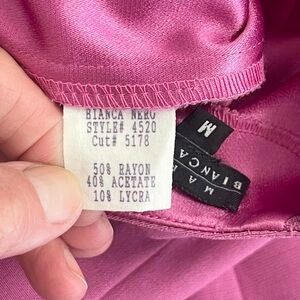 BIANCA NERO
STYLE# 4520
Cut# 5178
50% RAYON
40% ACETATE
10% LYCRA
M
BIANCA